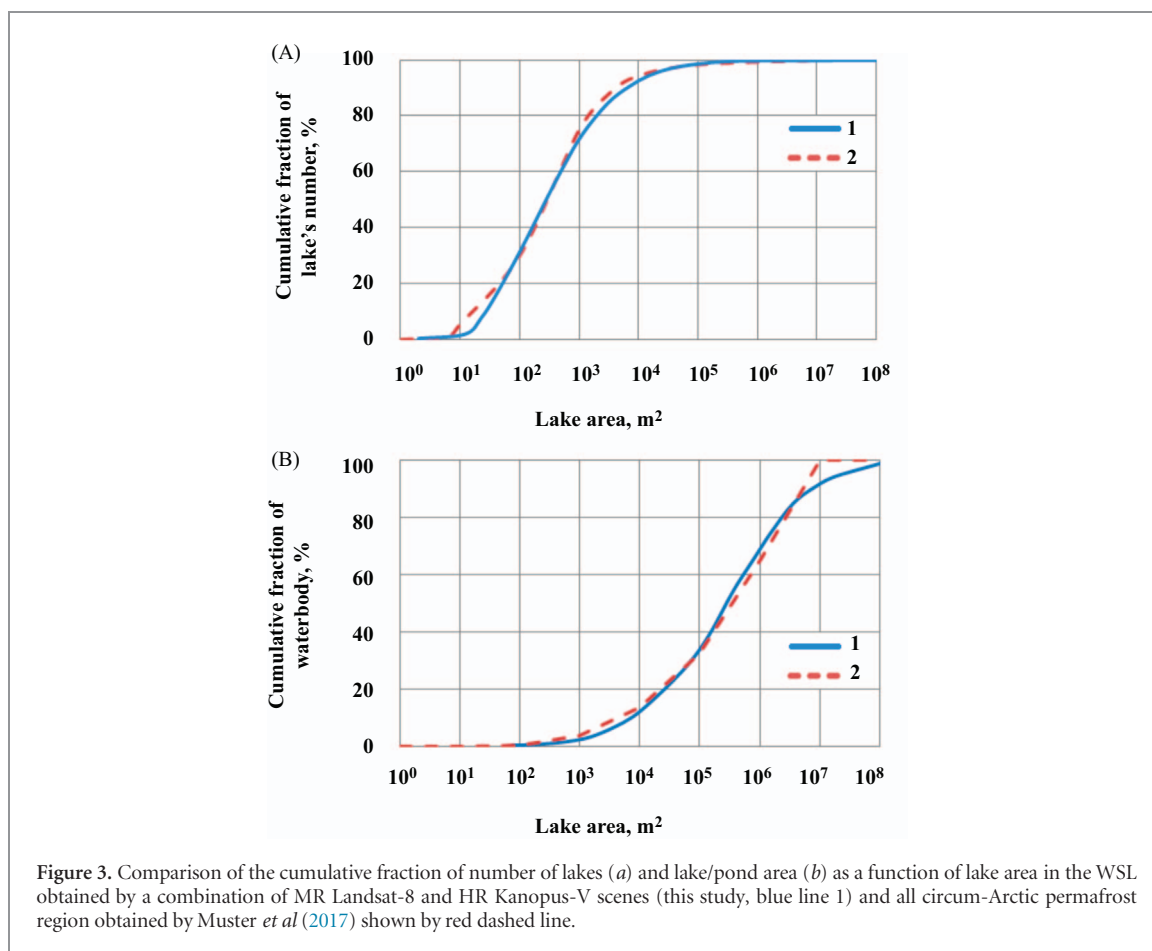 (A)
100
80
60
40
20
0
Cumulative fraction of
lake's number, %
1
2
10⁰ 10¹ 10² 10³ 10⁴ 10⁵ 10⁶ 10⁷ 10⁸
Lake area, m²
(B)
100
80
60
40
20
0
Cumulative fraction of
waterbody, %
1
2
10⁰ 10¹ 10² 10³ 10⁴ 10⁵ 10⁶ 10⁷ 10⁸
Lake area, m²
Figure 3. Comparison of the cumulative fraction of number of lakes (a) and lake/pond area (b) as a function of lake area in the WSL
obtained by a combination of MR Landsat-8 and HR Kanopus-V scenes (this study, blue line 1) and all circum-Arctic permafrost
region obtained by Muster et al (2017) shown by red dashed line.